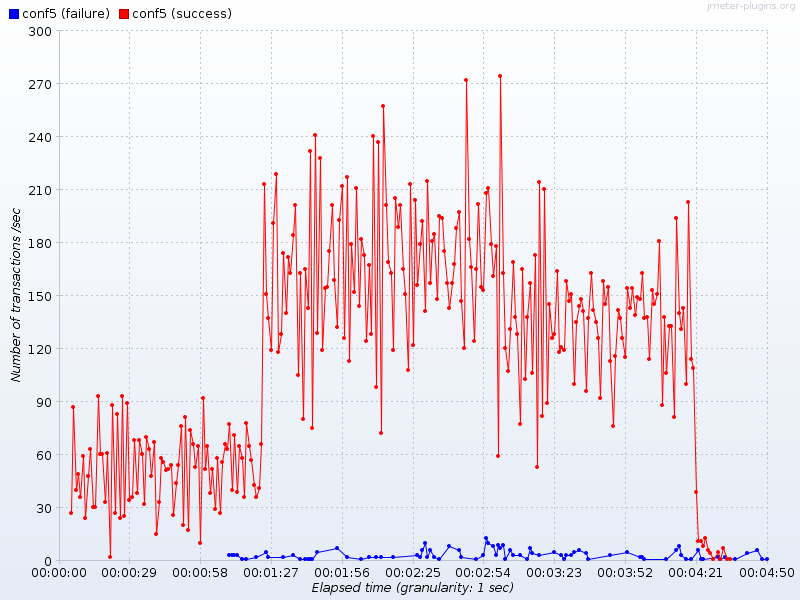 jmeter-plugins.org
conf5 (failure) conf5 (success)
300
270
240
210
180
150
120
90
60
30
0
Number of transactions /sec
00:00:00 00:00:29 00:00:58 00:01:27 00:01:56 00:02:25 00:02:54 00:03:23 00:03:52 00:04:21 00:04:50
Elapsed time (granularity: 1 sec)